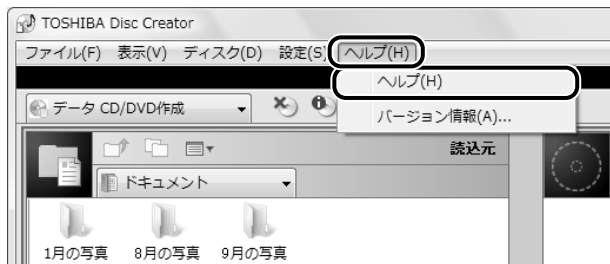 TOSHIBA Disc Creator
ファイル(F) 表示(V) ディスク(D) 設定(S) ヘルプ(H)
ヘルプ(H)
データ CD/DVD作成
バージョン情報(A)...
読込元
ドキュメント
1月の写真 8月の写真 9月の写真